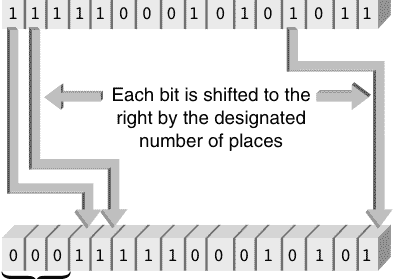 1 1 1 1 1 0 0 0 1 0 1 0 1 0 1 1
Each bit is shifted to the
right by the designated
number of places
0 0 0 1 1 1 1 1 0 0 0 1 0 1 0 1